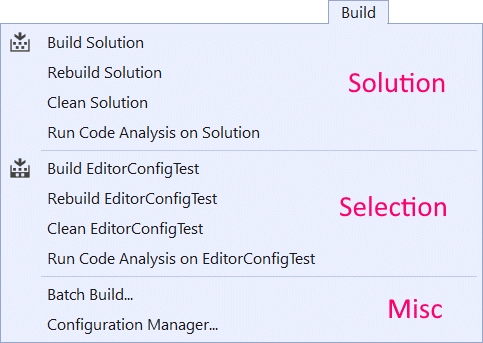 Build
Build Solution
Rebuild Solution
Clean Solution
Run Code Analysis on Solution
Solution
Build EditorConfigTest
Rebuild EditorConfigTest
Clean EditorConfigTest
Run Code Analysis on EditorConfigTest
Selection
Batch Build...
Configuration Manager...
Misc